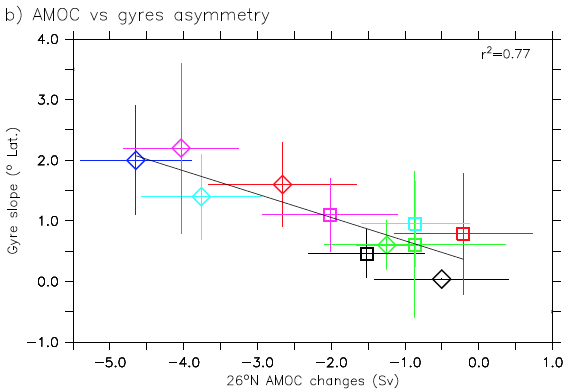 b) AMOC vs gyres asymmetry
r²=0.77
4.0
3.0
2.0
1.0
0.0
-1.0
Gyre slope (° Lat.)
-5.0 -4.0 -3.0 -2.0 -1.0 0.0 1.0
26°N AMOC changes (Sv)